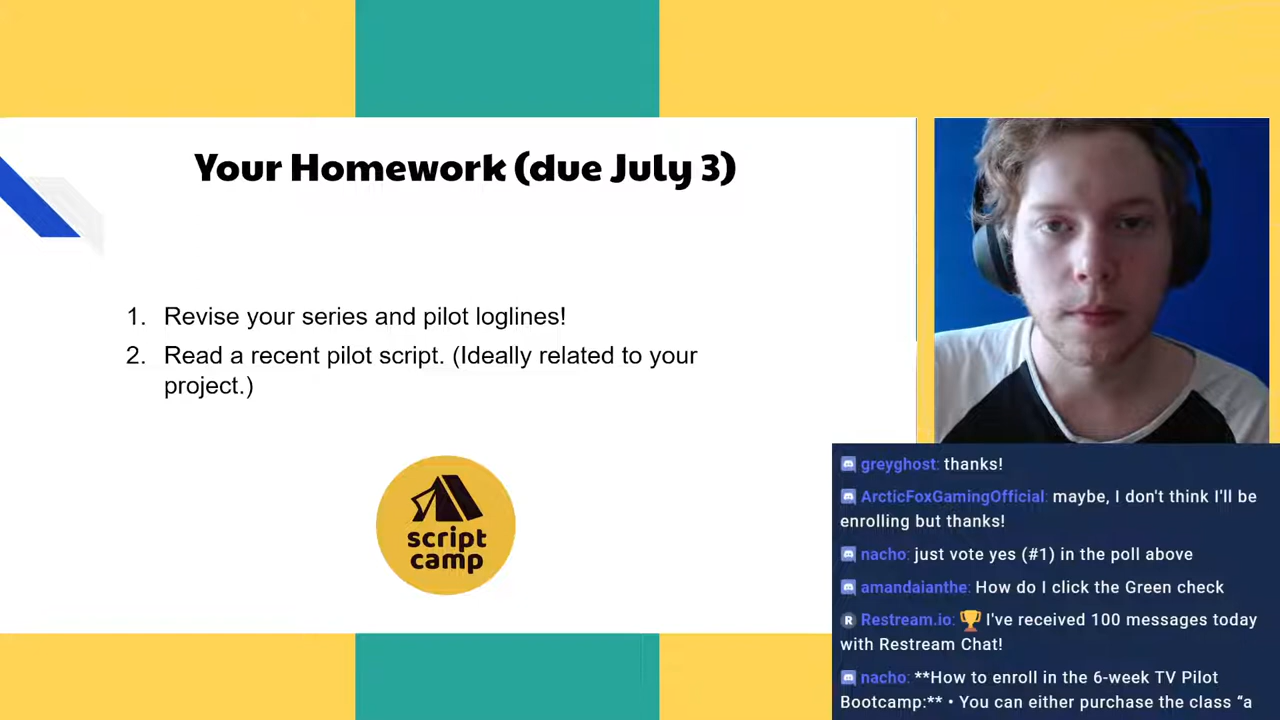 Your Homework (due July 3)
1. Revise your series and pilot loglines!
2. Read a recent pilot script. (Ideally related to your
project.)
script
camp
greyghost: thanks!
ArcticFoxGamingOfficial: maybe, I don't think I'll be
enrolling but thanks!
nacho: just vote yes (#1) in the poll above
amandaianthe: How do I click the Green check
R Restream.io: 🏆 I've received 100 messages today
with Restream Chat!
nacho: **How to enroll in the 6-week TV Pilot
Bootcamp:** • You can either purchase the class “a